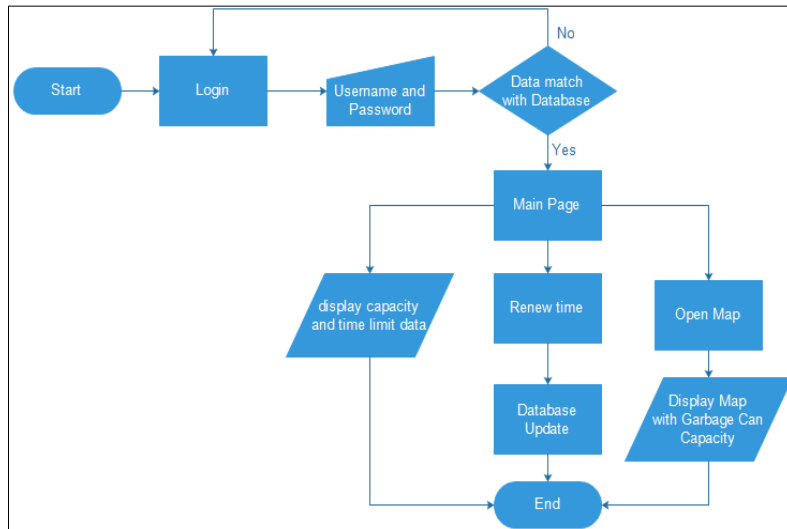 No
Start
Login
Username and
Password
Data match
with Database
Yes
Main Page
display capacity
and time limit data
Renew time
Open Map
Database
Update
Display Map
with Garbage Can
Capacity
End